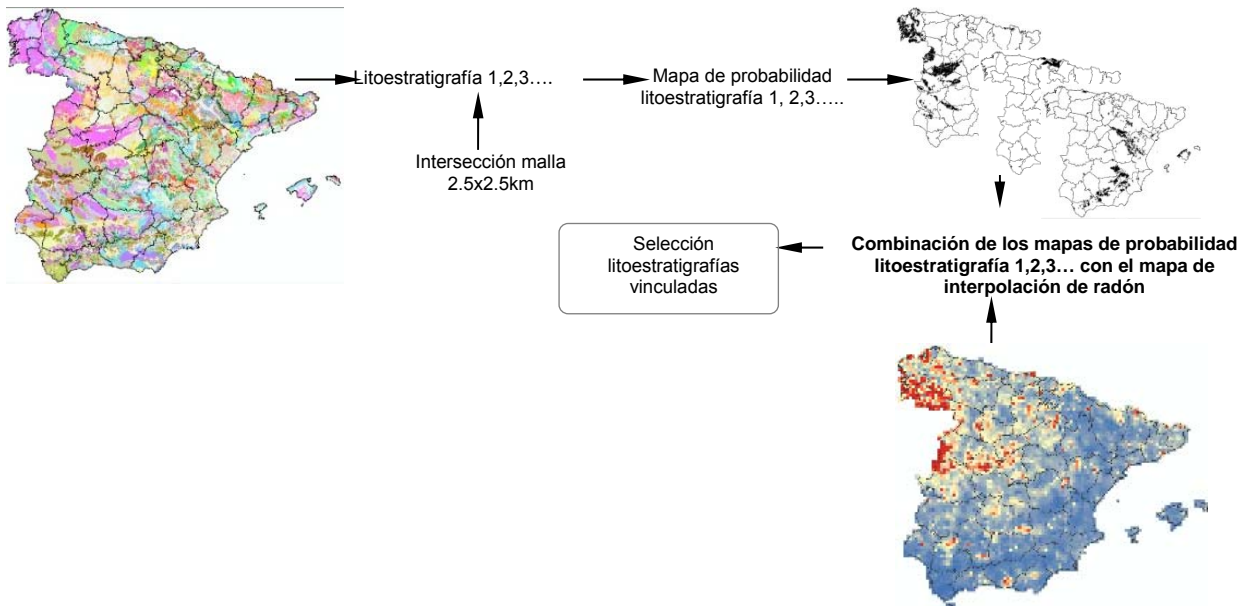 Litoestratigrafía 1,2,3….
Mapa de probabilidad
litoestratigrafía 1, 2,3…..
Intersección malla
2.5x2.5km
Selección
litoestratigrafías
vinculadas
Combinación de los mapas de probabilidad
litoestratigrafía 1,2,3… con el mapa de
interpolación de radón